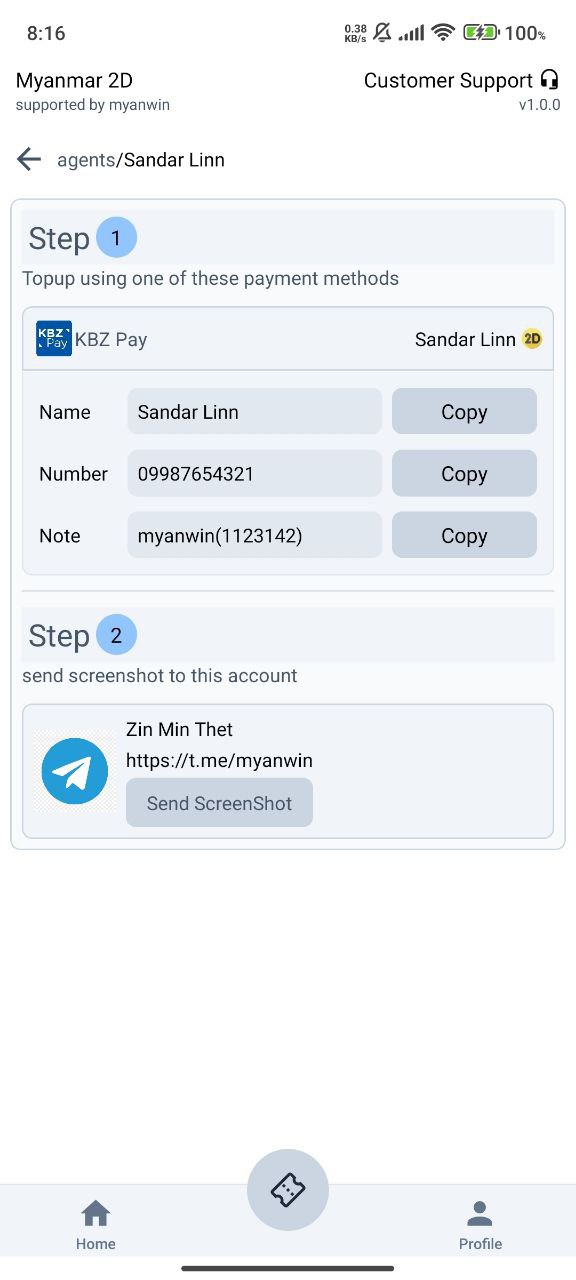 8:16
0.38
KB/s
100%
Myanmar 2D
Customer Support
supported by myanwin
v1.0.0
agents/Sandar Linn
Step 1
Topup using one of these payment methods
KBZ
Pay
KBZ Pay
Sandar Linn 2D
Name
Sandar Linn
Copy
Number
09987654321
Copy
Note
myanwin(1123142)
Copy
Step 2
send screenshot to this account
Zin Min Thet
https://t.me/myanwin
Send ScreenShot
Home
Profile